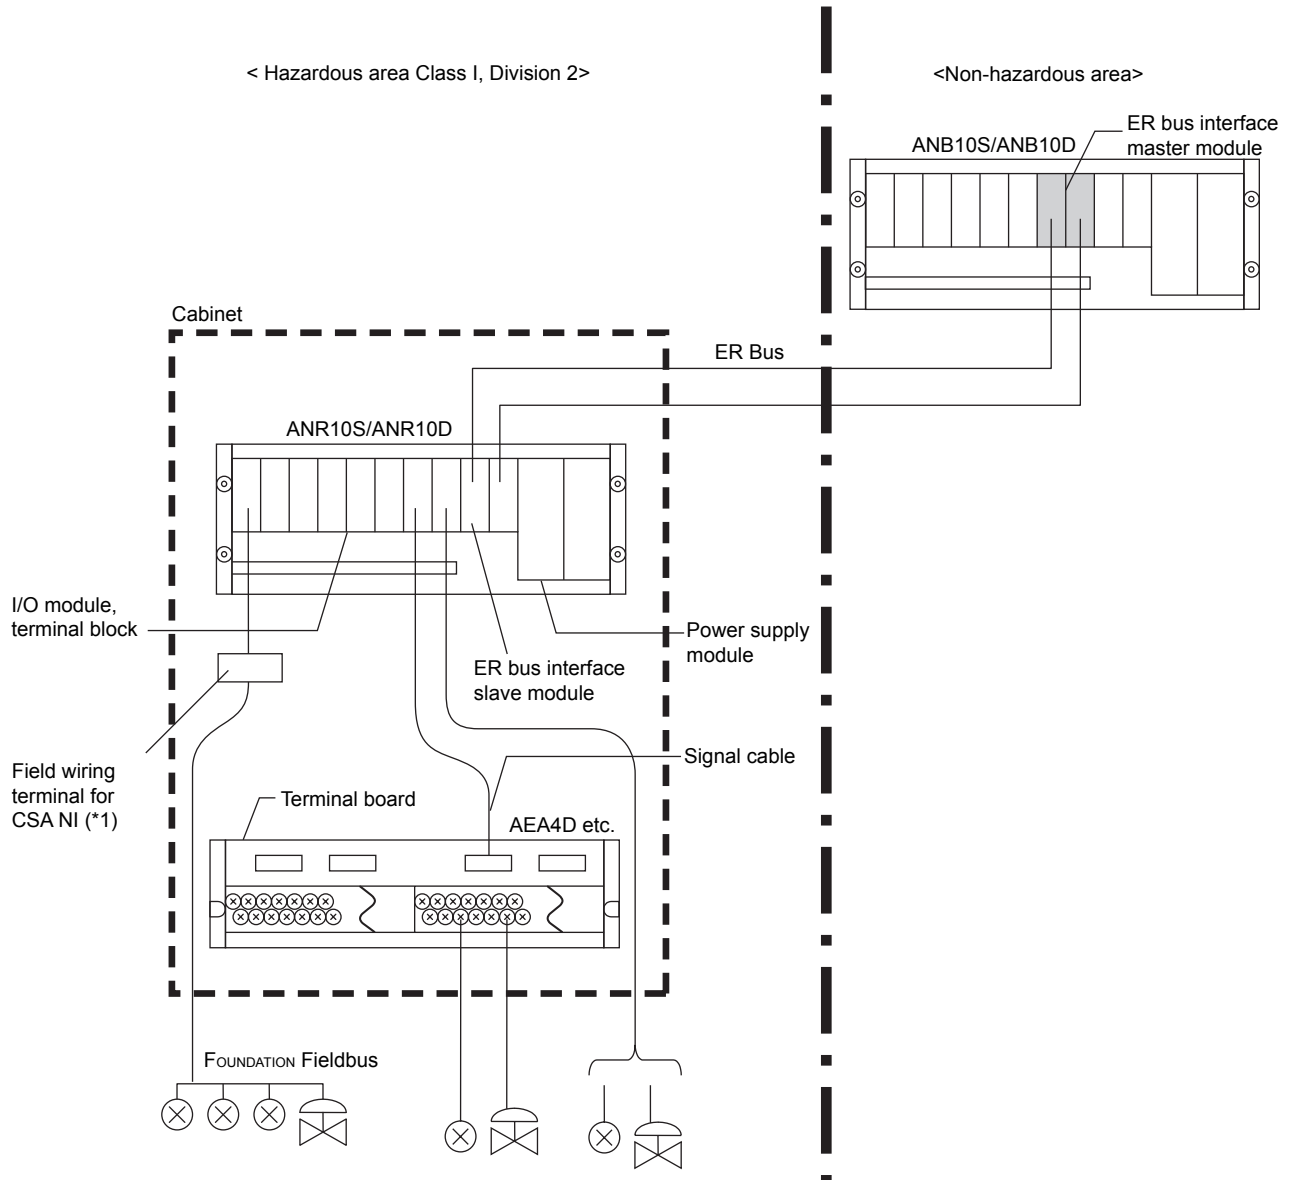 < Hazardous area Class I, Division 2>
<Non-hazardous area>
ER bus interface
master module
ANB10S/ANB10D
Cabinet
ER Bus
ANR10S/ANR10D
I/O module,
terminal block
Power supply
module
ER bus interface
slave module
Field wiring
terminal for
CSA NI (*1)
Signal cable
Terminal board
AEA4D etc.
FOUNDATION Fieldbus